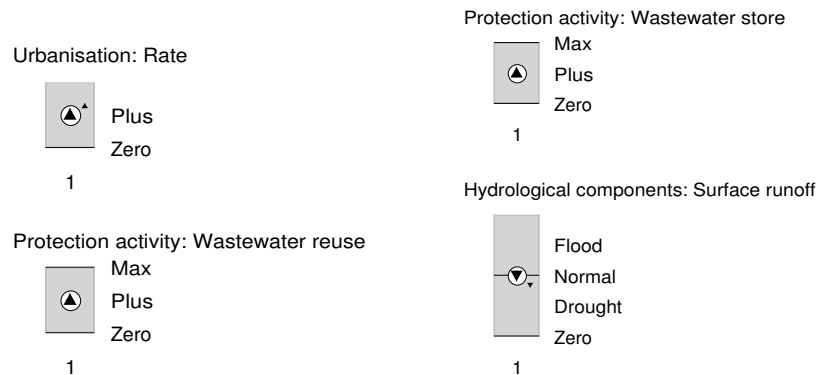 Urbanisation: Rate
Plus
Zero
1
Protection activity: Wastewater reuse
Max
Plus
Zero
1
Protection activity: Wastewater store
Max
Plus
Zero
1
Hydrological components: Surface runoff
Flood
Normal
Drought
Zero
1